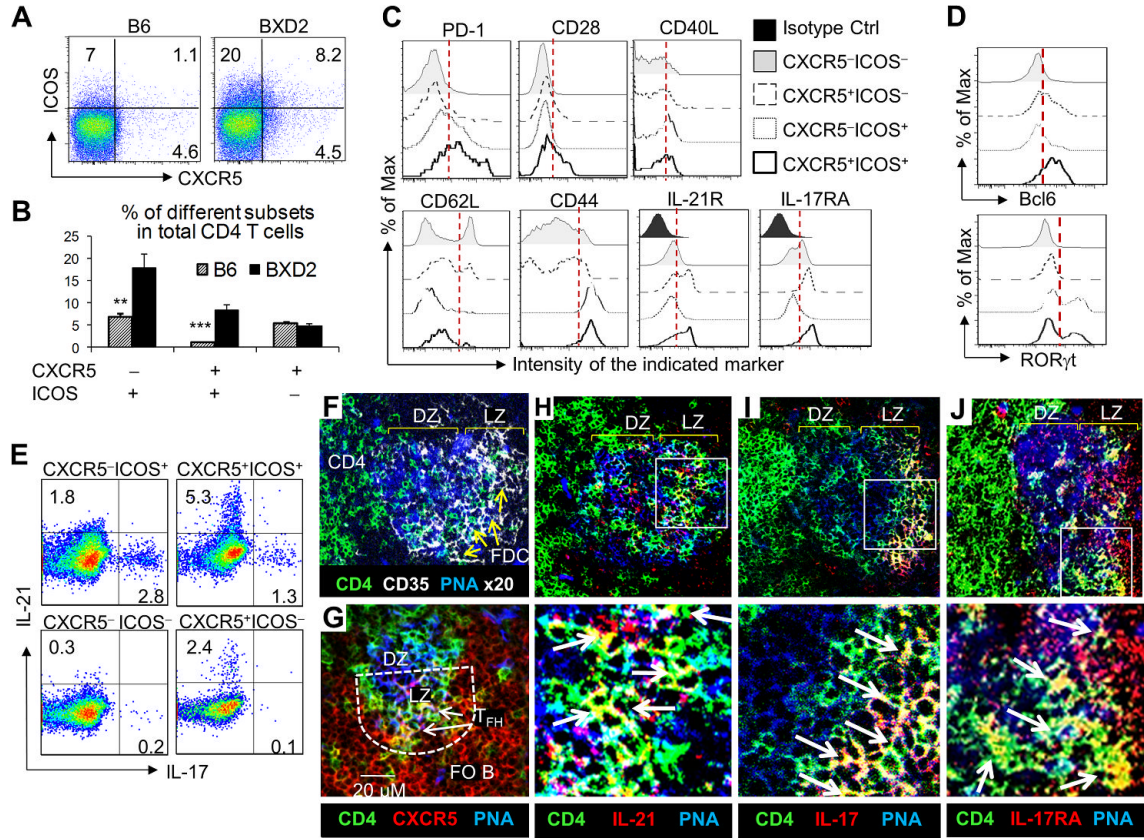 A
B6
BXD2
7
1.1
4.6
20
8.2
4.5
ICOS
CXCR5
B
% of different subsets
in total CD4 T cells
25
20
15
10
5
0
B6
BXD2
**
***
CXCR5 – + +
ICOS + + –
C
PD-1
CD28
CD40L
CD62L
CD44
IL-21R
IL-17RA
% of Max
Intensity of the indicated marker
Isotype Ctrl
CXCR5⁻ICOS⁻
CXCR5⁺ICOS⁻
CXCR5⁻ICOS⁺
CXCR5⁺ICOS⁺
D
% of Max
Bcl6
% of Max
RORγt
E
CXCR5⁻ICOS⁺
CXCR5⁺ICOS⁺
1.8
2.8
5.3
1.3
CXCR5⁻ICOS⁻
CXCR5⁺ICOS⁻
0.3
0.2
2.4
0.1
IL-21
IL-17
F
DZ
LZ
CD4
FDC
CD4 CD35 PNA x20
G
DZ
LZ
TFH
FO B
20 uM
CD4 CXCR5 PNA
H
DZ
LZ
CD4 IL-21 PNA
I
DZ
LZ
CD4 IL-17 PNA
J
DZ
LZ
CD4 IL-17RA PNA